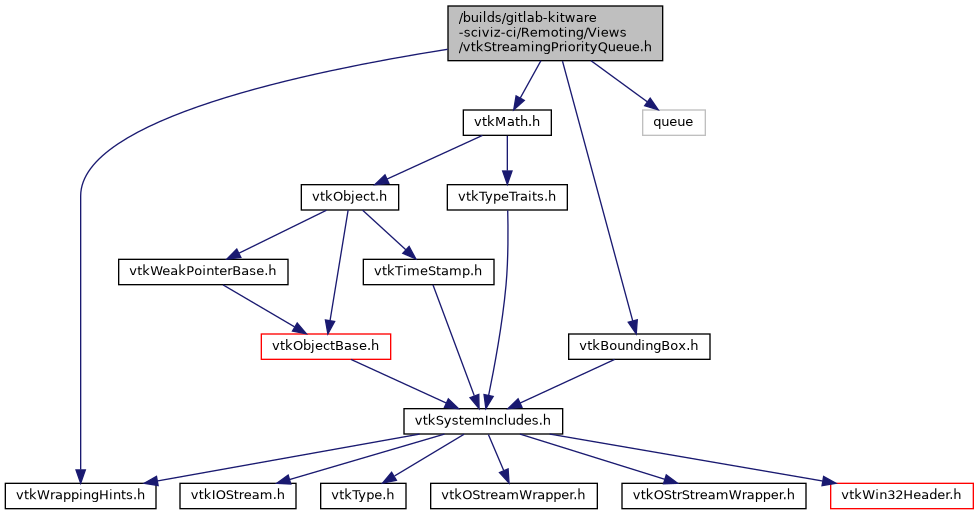 /builds/gitlab-kitware
-sciviz-ci/Remoting/Views
/vtkStreamingPriorityQueue.h
vtkMath.h
queue
vtkObject.h
vtkTypeTraits.h
vtkWeakPointerBase.h
vtkTimeStamp.h
vtkObjectBase.h
vtkBoundingBox.h
vtkSystemIncludes.h
vtkWrappingHints.h
vtkIOStream.h
vtkType.h
vtkOStreamWrapper.h
vtkOStrStreamWrapper.h
vtkWin32Header.h